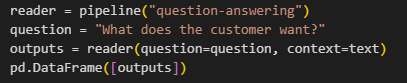 reader = pipeline("question-answering")
question = "What does the customer want?"
outputs = reader(question=question, context=text)
pd.DataFrame([outputs])